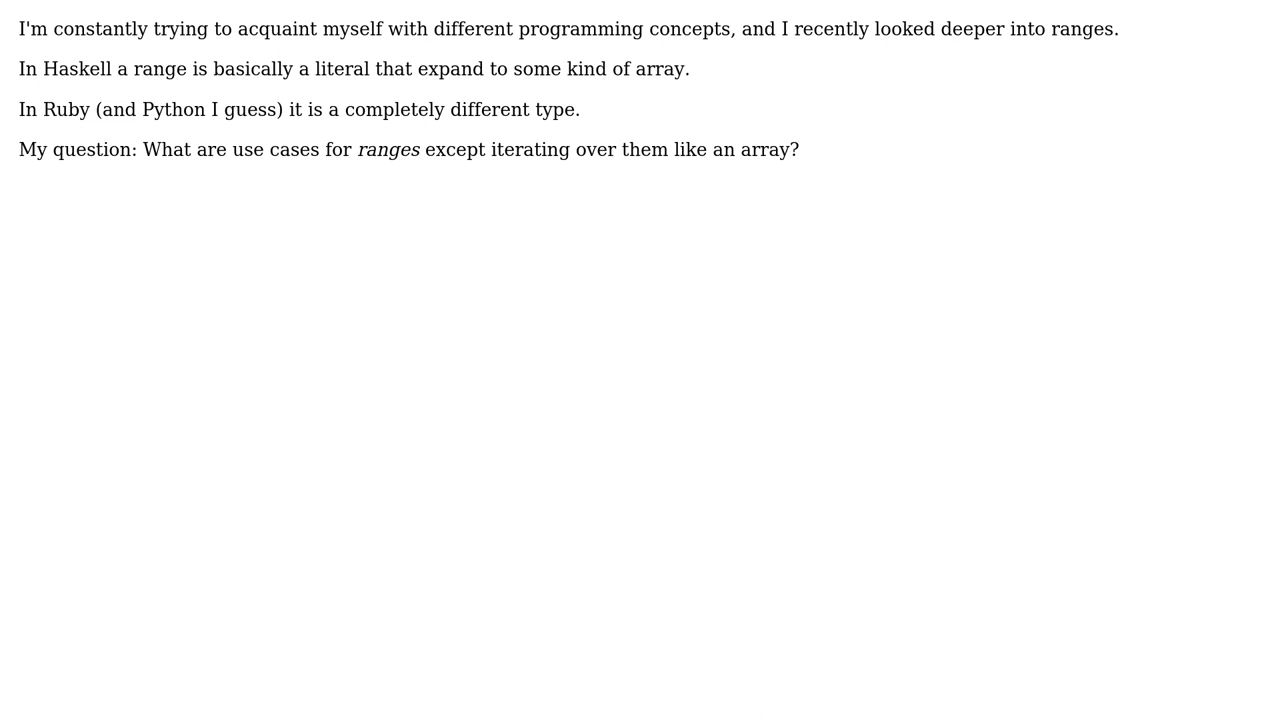 I'm constantly trying to acquaint myself with different programming concepts, and I recently looked deeper into ranges.
In Haskell a range is basically a literal that expand to some kind of array.
In Ruby (and Python I guess) it is a completely different type.
My question: What are use cases for ranges except iterating over them like an array?